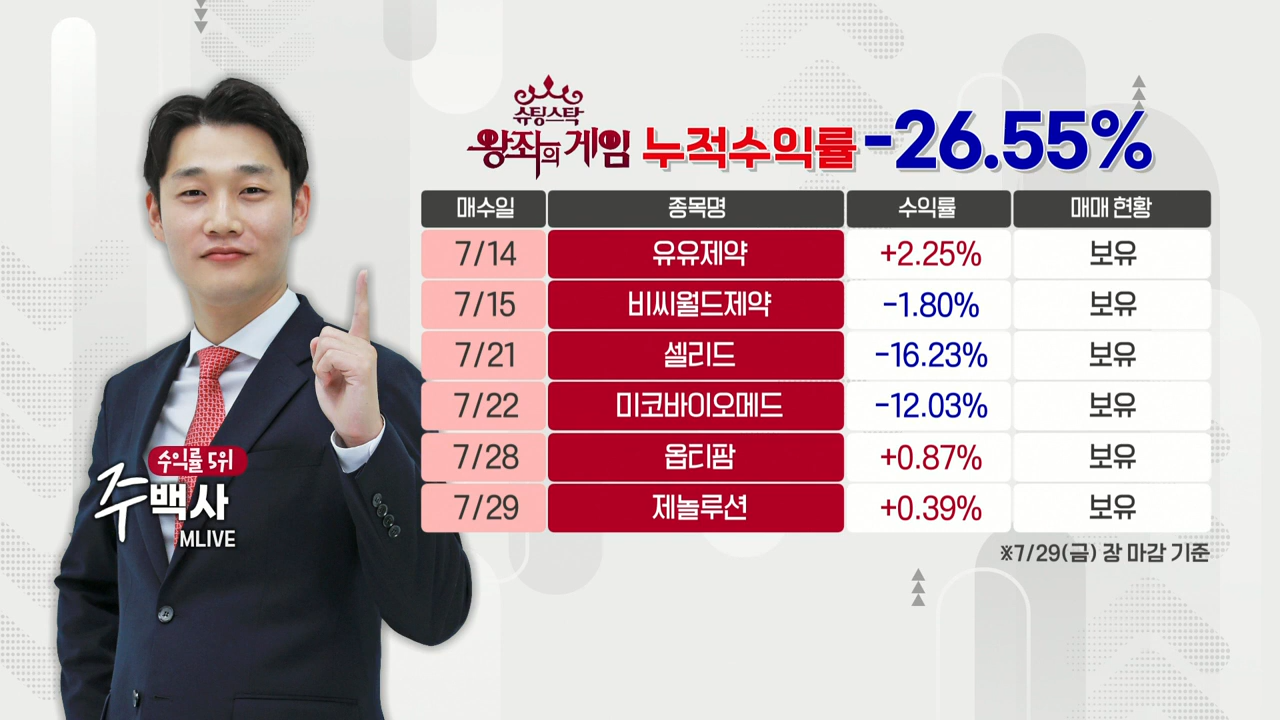 슈팅스탁
왕좌의 게임 누적수익률 -26.55%
매수일 종목명 수익률 매매 현황
7/14 유유제약 +2.25% 보유
7/15 비씨월드제약 -1.80% 보유
7/21 셀리드 -16.23% 보유
7/22 미코바이오메드 -12.03% 보유
7/28 옵티팜 +0.87% 보유
7/29 제놀루션 +0.39% 보유
※7/29(금) 장 마감 기준
수익률 5위
주백사
MLIVE